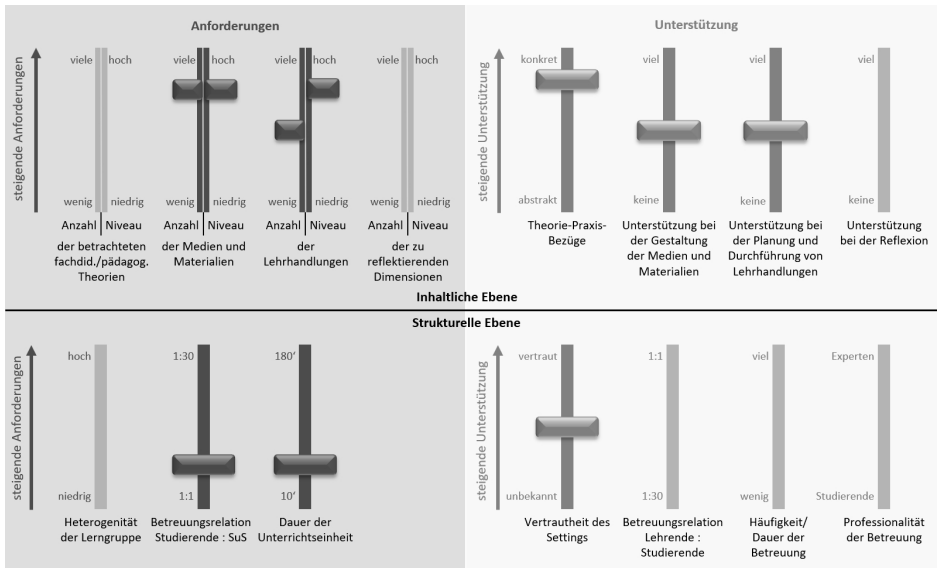 Anforderungen
steigende Anforderungen
viele hoch
wenig niedrig
Anzahl Niveau
der betrachteten
fachdid./pädagog.
Theorien
viele hoch
wenig niedrig
Anzahl Niveau
der Medien und
Materialien
viele hoch
wenig niedrig
Anzahl Niveau
der
Lehrhandlungen
viele hoch
wenig niedrig
Anzahl Niveau
der zu
reflektierenden
Dimensionen
Unterstützung
steigende Unterstützung
konkret
abstrakt
Theorie-Praxis-
Bezüge
viel
keine
Unterstützung bei
der Gestaltung
der Medien und
Materialien
viel
keine
Unterstützung bei
der Planung und
Durchführung von
Lehrhandlungen
viel
keine
Unterstützung
bei der Reflexion
Inhaltliche Ebene
Strukturelle Ebene
steigende Anforderungen
hoch
niedrig
Heterogenität
der Lerngruppe
1:30
1:1
Betreuungsrelation
Studierende : SuS
180‘
10‘
Dauer der
Unterrichtseinheit
steigende Unterstützung
vertraut
unbekannt
Vertrautheit des
Settings
1:1
1:30
Betreuungsrelation
Lehrende :
Studierende
viel
wenig
Häufigkeit/
Dauer der
Betreuung
Experten
Studierende
Professionalität
der Betreuung